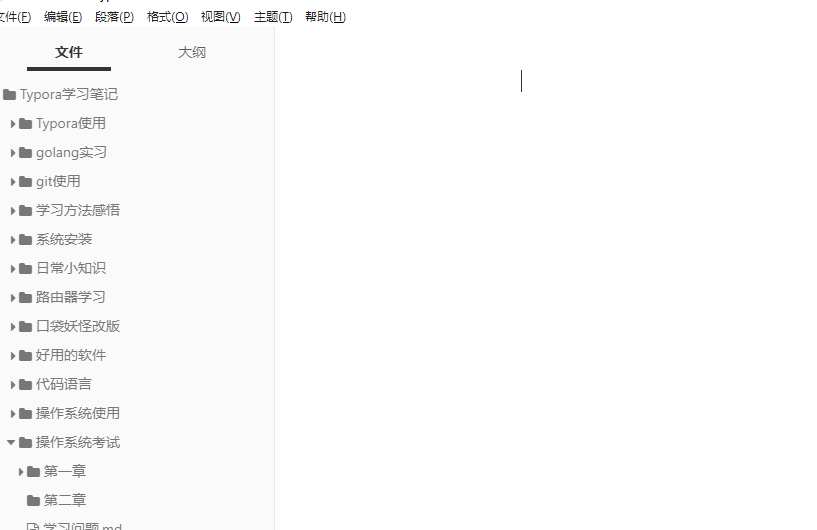 文件(F) 编辑(E) 段落(P) 格式(O) 视图(V) 主题(T) 帮助(H)
文件 大纲
Typora学习笔记
Typora使用
golang实习
git使用
学习方法感悟
系统安装
日常小知识
路由器学习
口袋妖怪改版
好用的软件
代码语言
操作系统使用
操作系统考试
第一章
第二章
学习问题.md